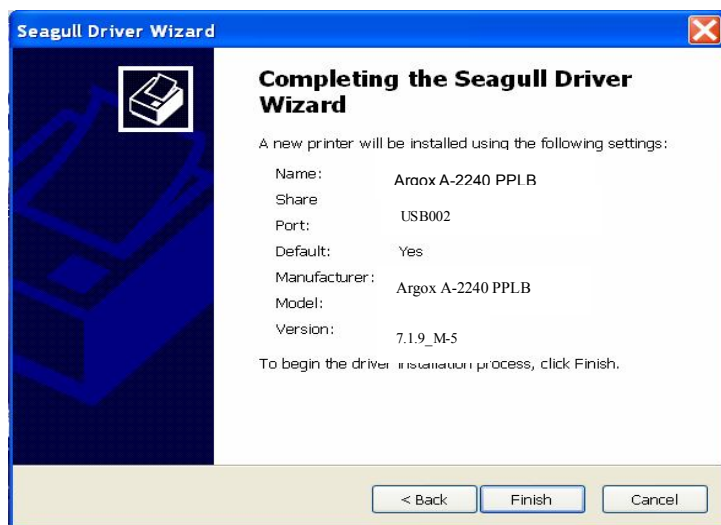 Seagull Driver Wizard
Completing the Seagull Driver
Wizard
A new printer will be installed using the following settings:
Name: Argox A-2240 PPLB
Share
Port: USB002
Default: Yes
Manufacturer:
Argox A-2240 PPLB
Model:
Version: 7.1.9_M-5
To begin the driver installation process, click Finish.
< Back Finish Cancel